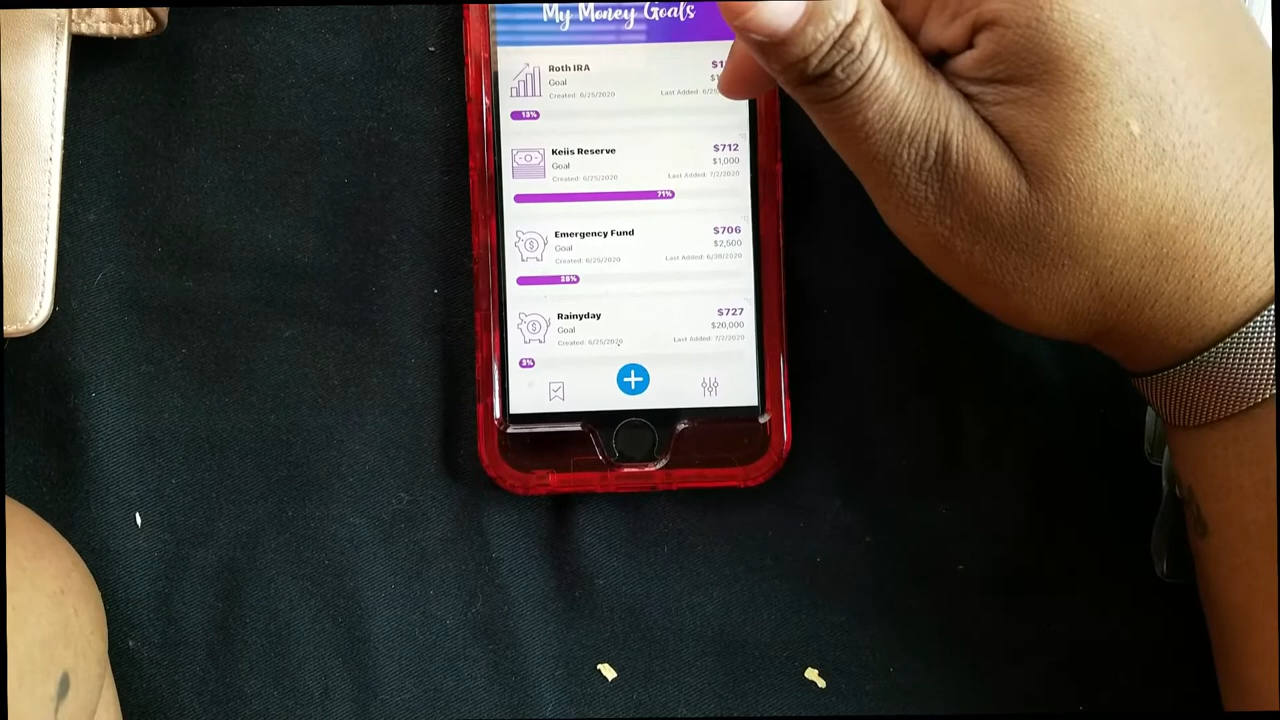 My Money Goals
Roth IRA
Goal
Created: 6/25/2020
Last Added:
13%
Keiis Reserve
$712
Goal
$1,000
Created: 6/25/2020
Last Added: 7/2/2020
71%
Emergency Fund
$706
Goal
$2,500
Created: 6/25/2020
Last Added: 6/30/2020
28%
Rainyday
$727
Goal
$20,000
Created: 6/25/2020
Last Added: 7/2/2020
3%